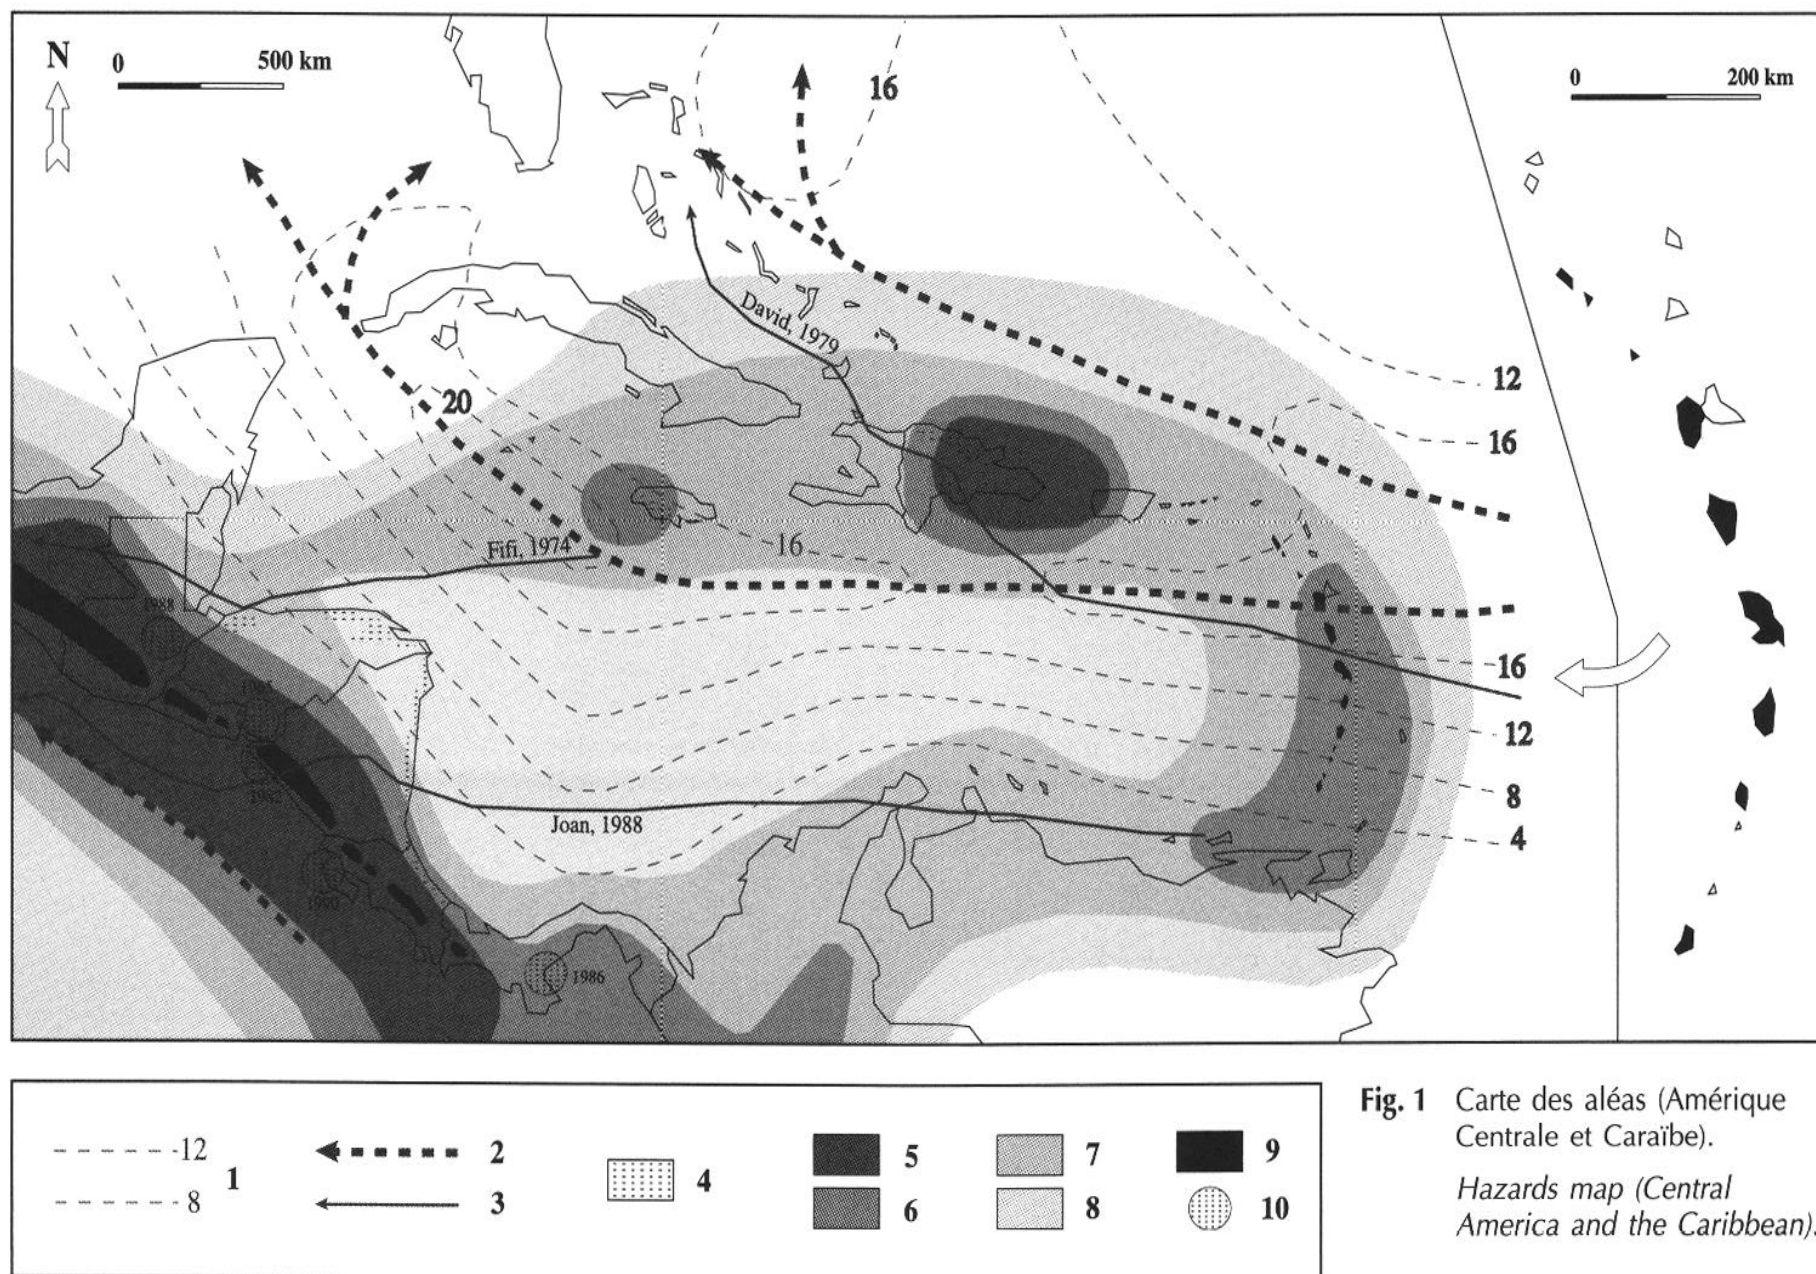 N
0 500 km
0 200 km
16
David, 1979
12
20
16
16
Fifi, 1974
1988
16
12
8
Joan, 1988
4
1986
12
1
8
2
3
4
5
6
7
8
9
10
Fig. 1 Carte des aléas (Amérique
Centrale et Caraïbe).
Hazards map (Central
America and the Caribbean).